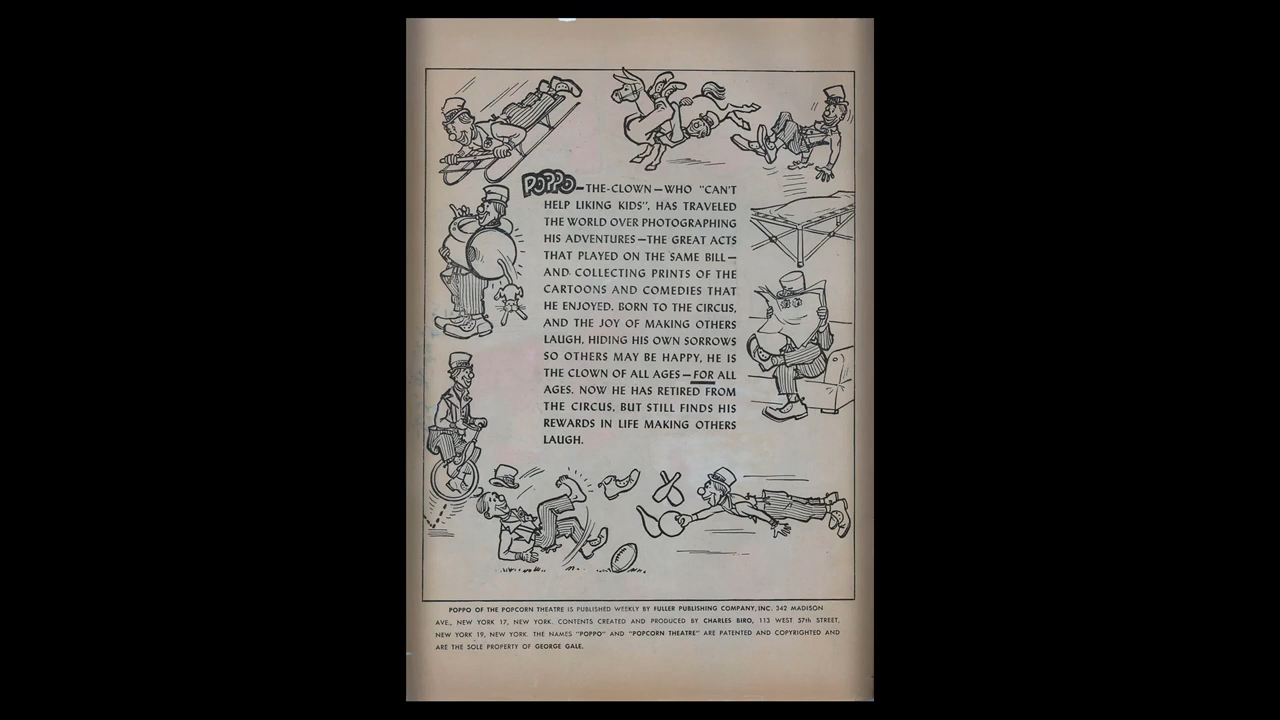 POPPO—THE-CLOWN—WHO "CAN'T
HELP LIKING KIDS", HAS TRAVELED
THE WORLD OVER PHOTOGRAPHING
HIS ADVENTURES—THE GREAT ACTS
THAT PLAYED ON THE SAME BILL—
AND COLLECTING PRINTS OF THE
CARTOONS AND COMEDIES THAT
HE ENJOYED. BORN TO THE CIRCUS,
AND THE JOY OF MAKING OTHERS
LAUGH, HIDING HIS OWN SORROWS
SO OTHERS MAY BE HAPPY, HE IS
THE CLOWN OF ALL AGES—FOR ALL
AGES. NOW HE HAS RETIRED FROM
THE CIRCUS, BUT STILL FINDS HIS
REWARDS IN LIFE MAKING OTHERS
LAUGH.
POPPO OF THE POPCORN THEATRE IS PUBLISHED WEEKLY BY FULLER PUBLISHING COMPANY, INC. 342 MADISON
AVE., NEW YORK 17, NEW YORK. CONTENTS CREATED AND PRODUCED BY CHARLES BIRO, 113 WEST 57th STREET,
NEW YORK 19, NEW YORK. THE NAMES "POPPO" AND "POPCORN THEATRE" ARE PATENTED AND COPYRIGHTED AND
ARE THE SOLE PROPERTY OF GEORGE GALE.